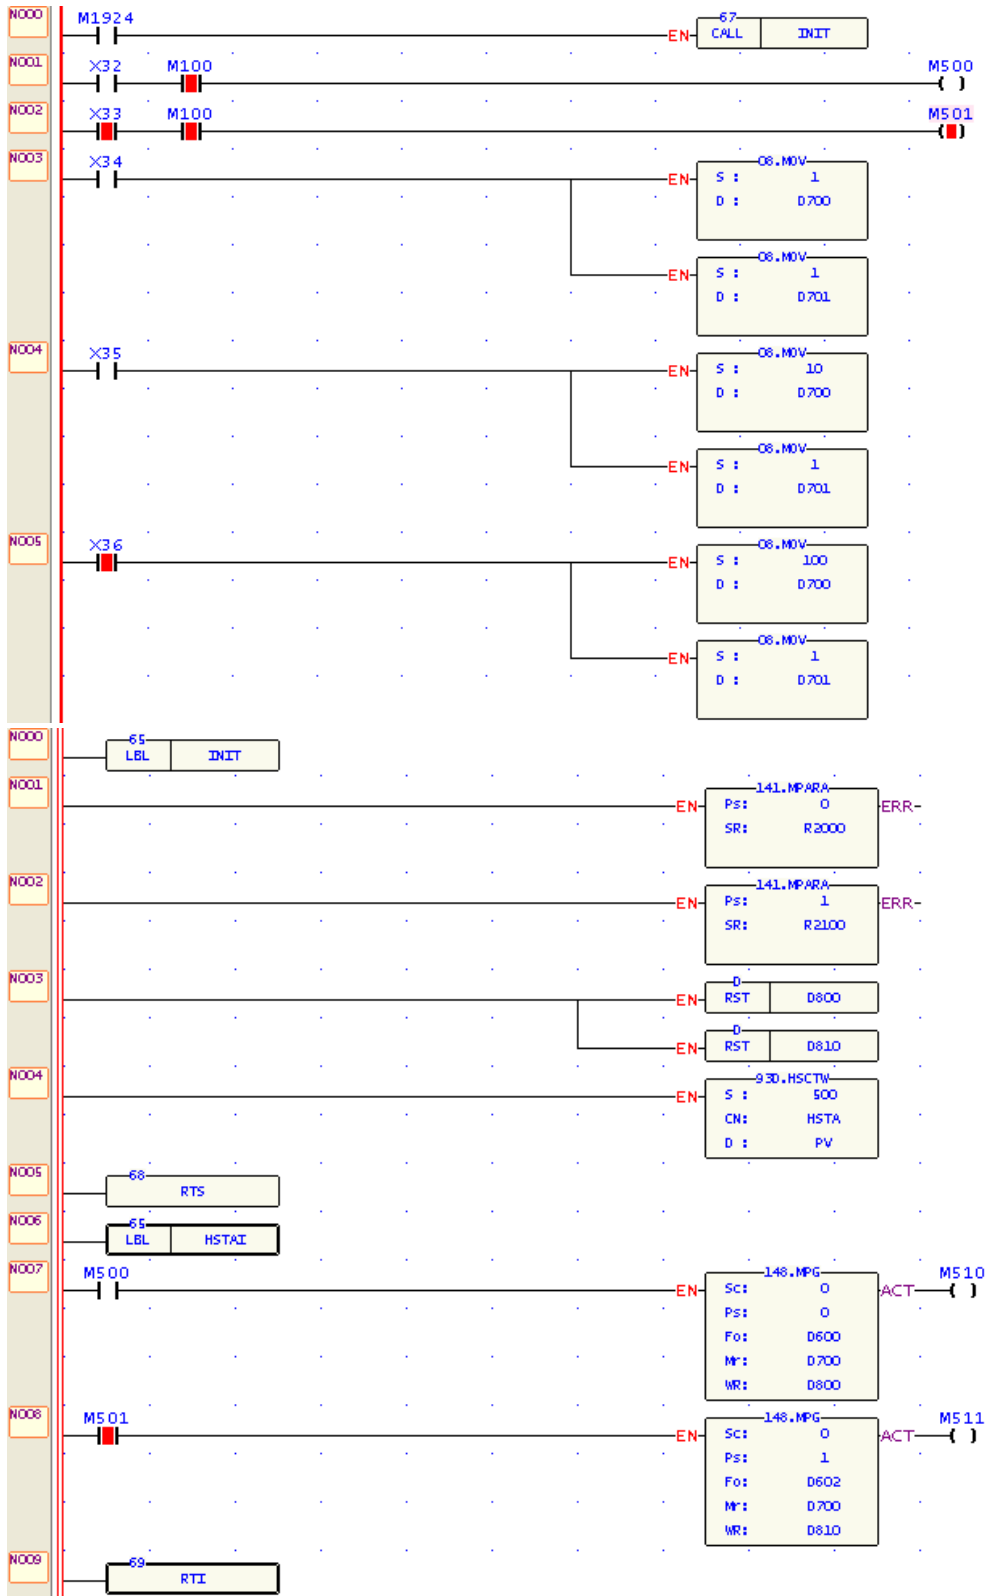 N000 M1924 EN 67 CALL INIT
N001 X32 M100 M500
N002 X33 M100 M501
N003 X34 EN 08.MOV
S : 1
D : D700
EN 08.MOV
S : 1
D : D701
N004 X35 EN 08.MOV
S : 10
D : D700
EN 08.MOV
S : 1
D : D701
N005 X36 EN 08.MOV
S : 100
D : D700
EN 08.MOV
S : 1
D : D701
N000 65 LBL INIT
N001 EN 141.MPARA ERR
Ps: 0
SR: R2000
N002 EN 141.MPARA ERR
Ps: 1
SR: R2100
N003 EN D RST D800
EN D RST D810
N004 EN 93D.HSCTW
S : 500
CN: HSTA
D : PV
N005 68 RTS
N006 65 LBL HSTAI
N007 M500 EN 148.MPG ACT M510
Sc: 0
Ps: 0
Fo: D600
Mr: D700
WR: D800
N008 M501 EN 148.MPG ACT M511
Sc: 0
Ps: 1
Fo: D602
Mr: D700
WR: D810
N009 69 RTI